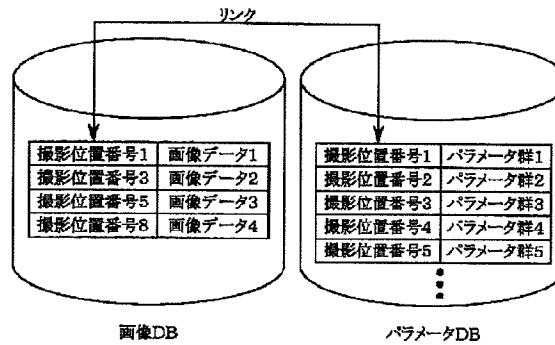 リンク
撮影位置番号1 画像データ1
撮影位置番号3 画像データ2
撮影位置番号5 画像データ3
撮影位置番号8 画像データ4
画像DB
撮影位置番号1 パラメータ群1
撮影位置番号2 パラメータ群2
撮影位置番号3 パラメータ群3
撮影位置番号4 パラメータ群4
撮影位置番号5 パラメータ群5
パラメータDB